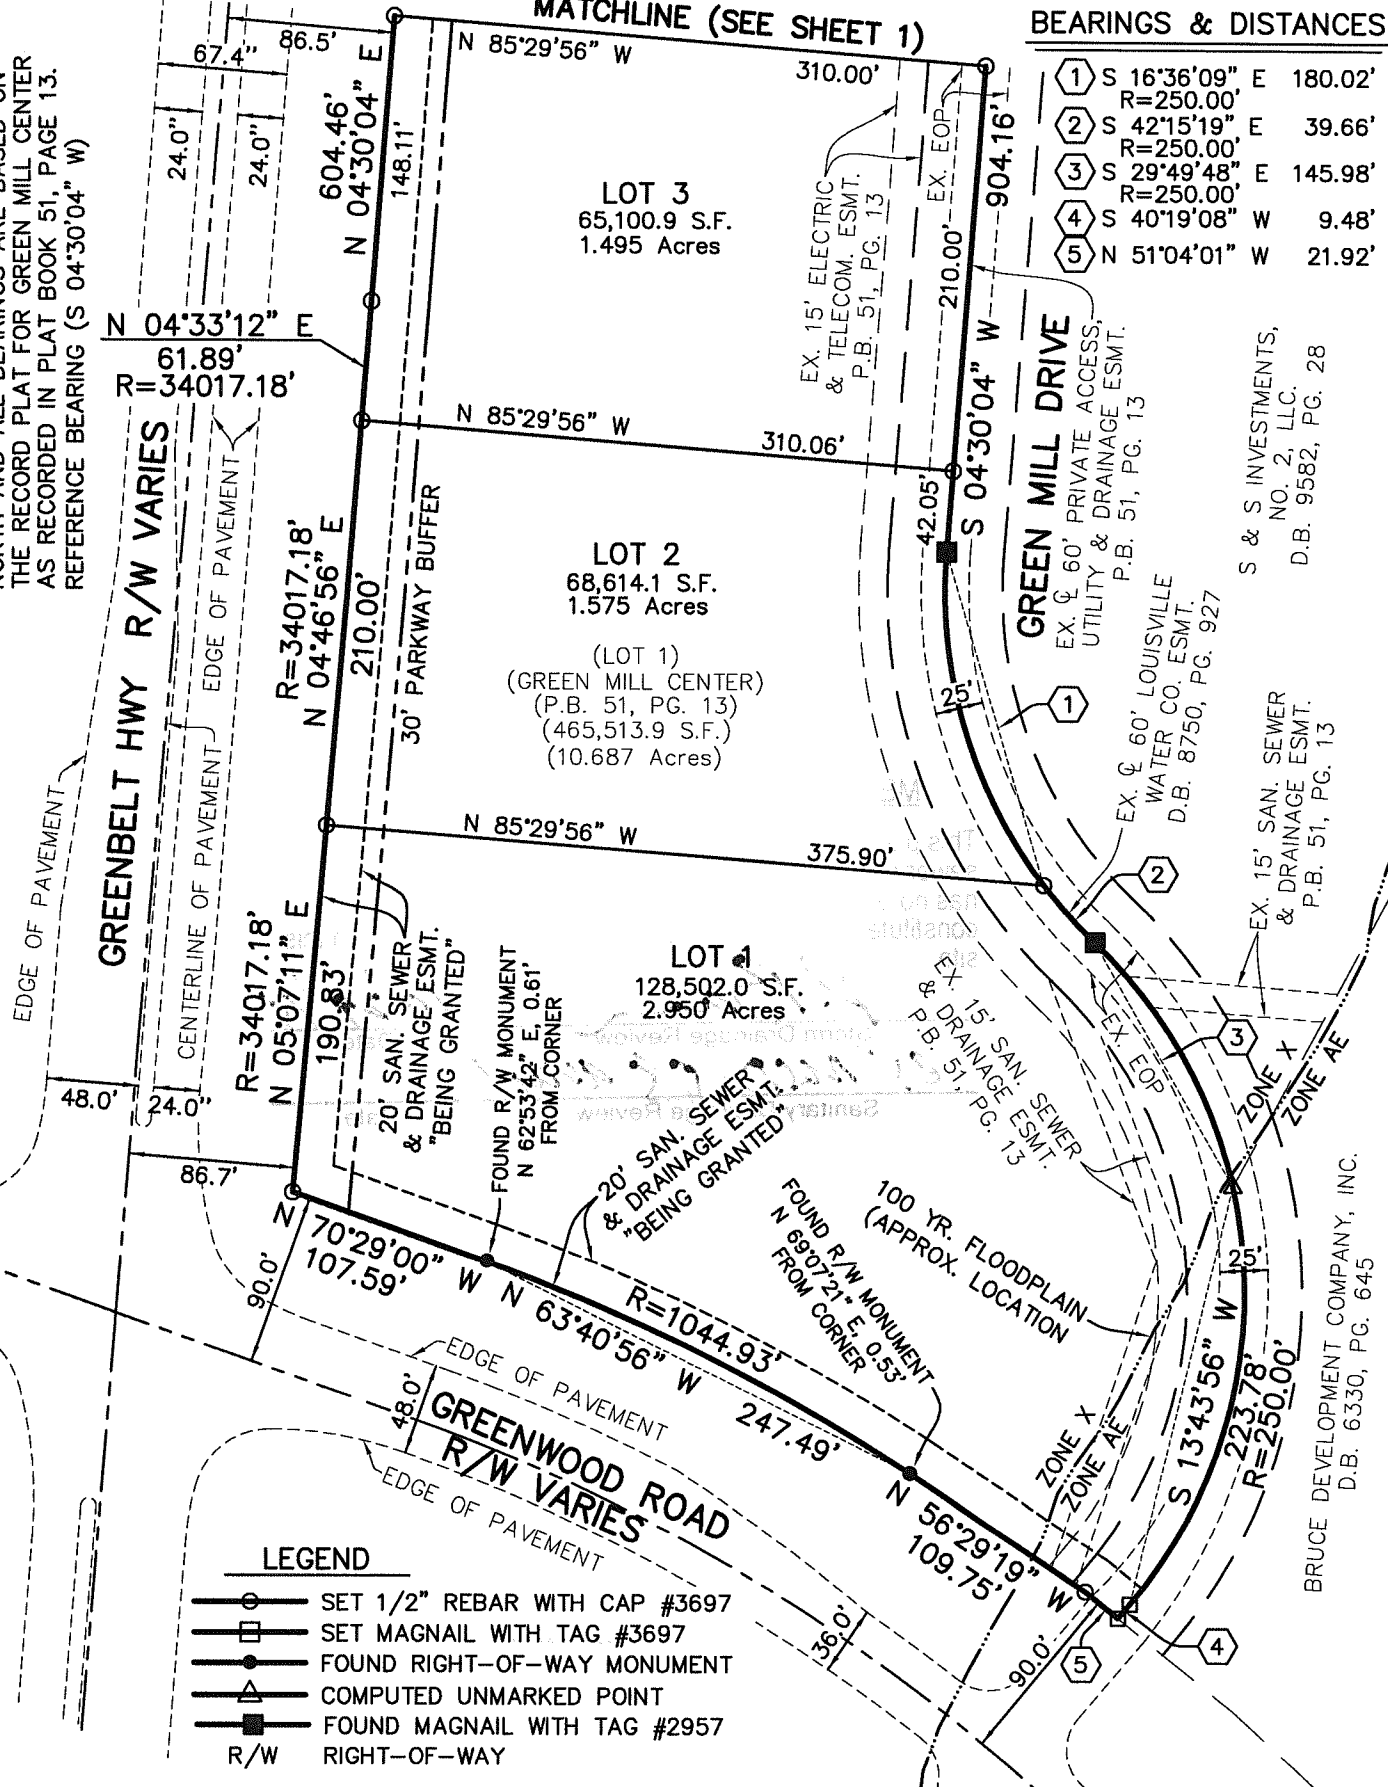 MATCHLINE (SEE SHEET 1)
BEARINGS & DISTANCES
1 S 16°36'09" E 180.02'
R=250.00'
2 S 42°15'19" E 39.66'
R=250.00'
3 S 29°49'48" E 145.98'
R=250.00'
4 S 40°19'08" W 9.48'
5 N 51°04'01" W 21.92'
THE RECORD PLAT FOR GREEN MILL CENTER
AS RECORDED IN PLAT BOOK 51, PAGE 13.
REFERENCE BEARING (S 04°30'04" W)
86.5'
67.4"
24.0"
24.0"
N 85°29'56" W
310.00'
604.46'
N 04°30'04" E
148.11'
LOT 3
65,100.9 S.F.
1.495 Acres
EX. 15' ELECTRIC
& TELECOM. ESMT.
P.B. 51, PG. 13
EX. EOP
904.16'
210.00'
S 04°30'04" W
42.05'
GREEN MILL DRIVE
EX. ℄ 60' PRIVATE ACCESS,
UTILITY & DRAINAGE ESMT.
P.B. 51, PG. 13
S & S INVESTMENTS,
NO. 2, LLC.
D.B. 9582, PG. 28
N 04°33'12" E
61.89'
R=34017.18'
N 85°29'56" W
310.06'
GREENBELT HWY R/W VARIES
EDGE OF PAVEMENT
EDGE OF PAVEMENT
CENTERLINE OF PAVEMENT
R=34017.18'
N 04°46'56" E
210.00'
30' PARKWAY BUFFER
LOT 2
68,614.1 S.F.
1.575 Acres
(LOT 1)
(GREEN MILL CENTER)
(P.B. 51, PG. 13)
(465,513.9 S.F.)
(10.687 Acres)
25'
1
EX. ℄ 60' LOUISVILLE
WATER CO. ESMT.
D.B. 8750, PG. 927
EX. 15' SAN. SEWER
& DRAINAGE ESMT.
P.B. 51, PG. 13
N 85°29'56" W
375.90'
2
LOT 1
128,502.0 S.F.
2.950 Acres
R=34017.18'
N 05°07'11" E
190.83'
20' SAN. SEWER
& DRAINAGE ESMT.
"BEING GRANTED"
FOUND R/W MONUMENT
N 62°53'42" E, 0.61'
FROM CORNER
EX. 15' SAN. SEWER
& DRAINAGE ESMT.
P.B. 51, PG. 13
EX. EOP
3
ZONE X
ZONE AE
48.0'
24.0"
86.7'
20' SAN. SEWER
& DRAINAGE ESMT.
"BEING GRANTED"
FOUND R/W MONUMENT
N 69°07'21" E, 0.53'
FROM CORNER
100 YR. FLOODPLAIN
(APPROX. LOCATION
25'
BRUCE DEVELOPMENT COMPANY, INC.
D.B. 6330, PG. 645
N 70°29'00" W
107.59'
90.0'
N 63°40'56" W
R=1044.93'
247.49'
S 13°43'56" W
223.78'
R=250.00'
EDGE OF PAVEMENT
48.0'
GREENWOOD ROAD
R/W VARIES
EDGE OF PAVEMENT
ZONE X
ZONE AE
N 56°29'19" W
109.75'
36.0'
90.0'
5
4
LEGEND
SET 1/2" REBAR WITH CAP #3697
SET MAGNAIL WITH TAG #3697
FOUND RIGHT-OF-WAY MONUMENT
COMPUTED UNMARKED POINT
FOUND MAGNAIL WITH TAG #2957
R/W RIGHT-OF-WAY